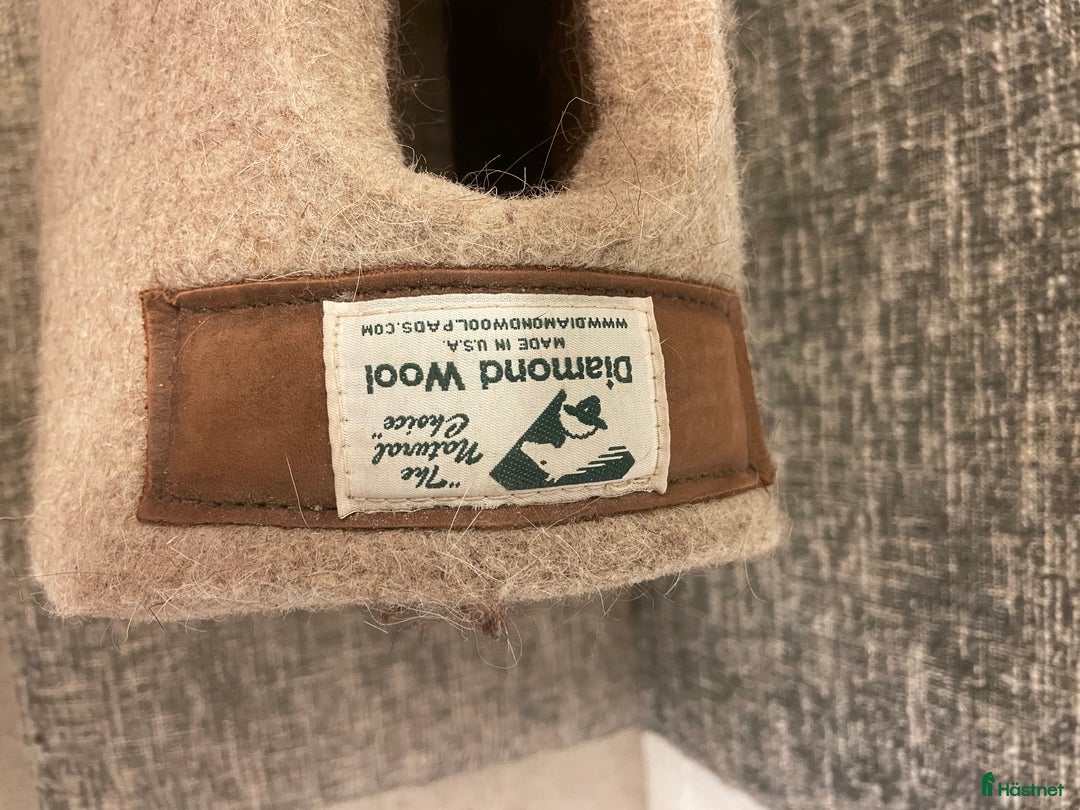 "The
Natural
Choice"
Diamond Wool
MADE IN U.S.A.
WWW.DIAMONDWOOLPADS.COM
Hästnet